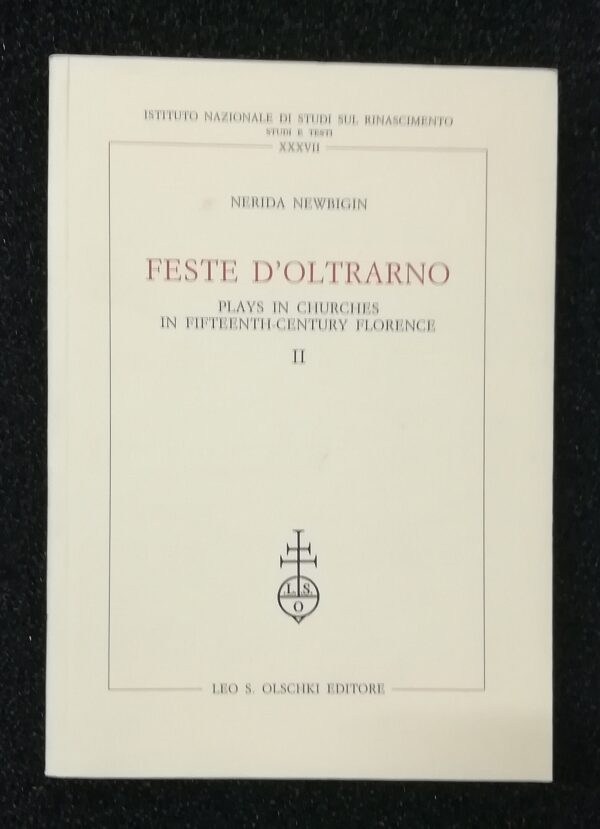 ISTITUTO NAZIONALE DI STUDI SUL RINASCIMENTO
STUDI E TESTI
XXXVII
NERIDA NEWBIGIN
FESTE D'OLTRARNO
PLAYS IN CHURCHES
IN FIFTEENTH-CENTURY FLORENCE
II
.L. S.
O
LEO S. OLSCHKI EDITORE